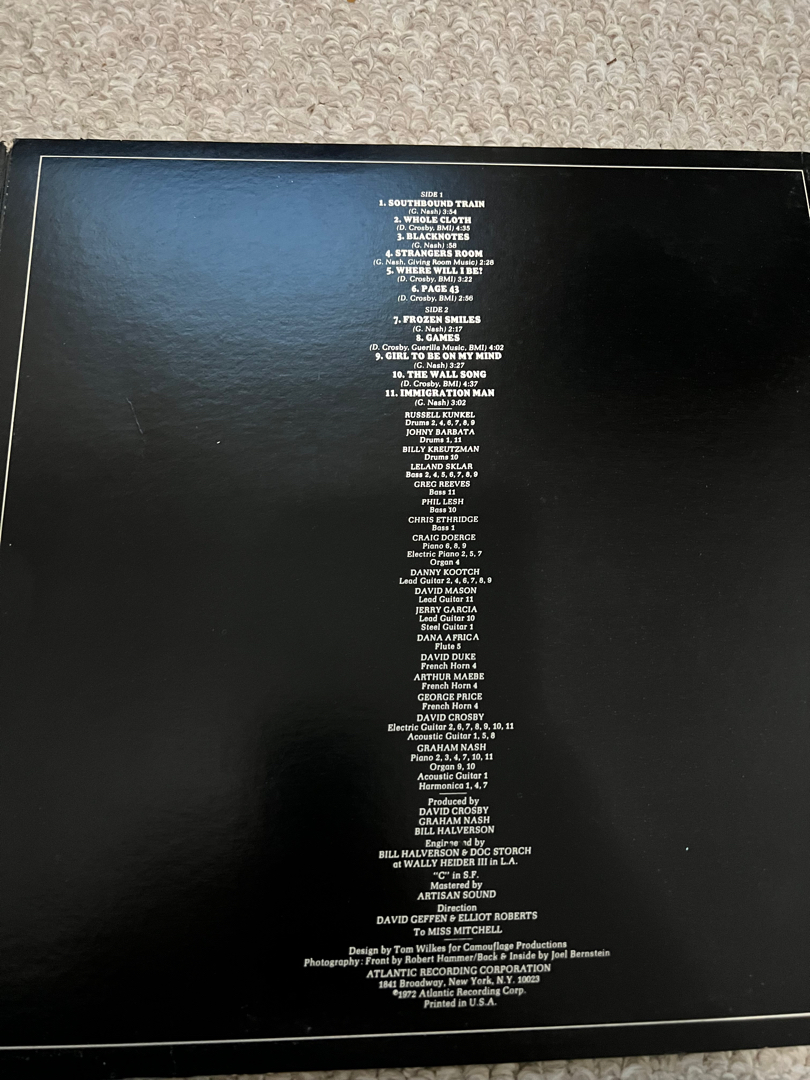 SIDE 1
1. SOUTHBOUND TRAIN
(G. Nash) 3:54
2. WHOLE CLOTH
(D. Crosby, BMI) 4:35
3. BLACKNOTES
(G. Nash) :58
4. STRANGERS ROOM
(G. Nash, Giving Room Music) 2:28
5. WHERE WILL I BE?
(D. Crosby, BMI) 3:22
6. PAGE 43
(D. Crosby, BMI) 2:56
SIDE 2
7. FROZEN SMILES
(G. Nash) 2:17
8. GAMES
(D. Crosby, Guerilla Music, BMI) 4:02
9. GIRL TO BE ON MY MIND
(G. Nash) 3:27
10. THE WALL SONG
(D. Crosby, BMI) 4:37
11. IMMIGRATION MAN
(G. Nash) 3:02
RUSSELL KUNKEL
Drums 2, 4, 6, 7, 8, 9
JOHNY BARBATA
Drums 1, 11
BILLY KREUTZMAN
Drums 10
LELAND SKLAR
Bass 2, 4, 5, 6, 7, 8, 9
GREG REEVES
Bass 11
PHIL LESH
Bass 10
CHRIS ETHRIDGE
Bass 1
CRAIG DOERGE
Piano 6, 8, 9
Electric Piano 2, 5, 7
Organ 4
DANNY KOOTCH
Lead Guitar 2, 4, 6, 7, 8, 9
DAVID MASON
Lead Guitar 11
JERRY GARCIA
Lead Guitar 10
Steel Guitar 1
DANA AFRICA
Flute 5
DAVID DUKE
French Horn 4
ARTHUR MAEBE
French Horn 4
GEORGE PRICE
French Horn 4
DAVID CROSBY
Electric Guitar 2, 6, 7, 8, 9, 10, 11
Acoustic Guitar 1, 5, 8
GRAHAM NASH
Piano 2, 3, 4, 7, 10, 11
Organ 9, 10
Acoustic Guitar 1
Harmonica 1, 4, 7
Produced by
DAVID CROSBY
GRAHAM NASH
BILL HALVERSON
Engineered by
BILL HALVERSON & DOC STORCH
at WALLY HEIDER III in L.A.
"C" in S.F.
Mastered by
ARTISAN SOUND
Direction
DAVID GEFFEN & ELLIOT ROBERTS
To MISS MITCHELL
Design by Tom Wilkes for Camouflage Productions
Photography: Front by Robert Hammer/Back & Inside by Joel Bernstein
ATLANTIC RECORDING CORPORATION
1841 Broadway, New York, N.Y. 10023
©1972 Atlantic Recording Corp.
Printed in U.S.A.